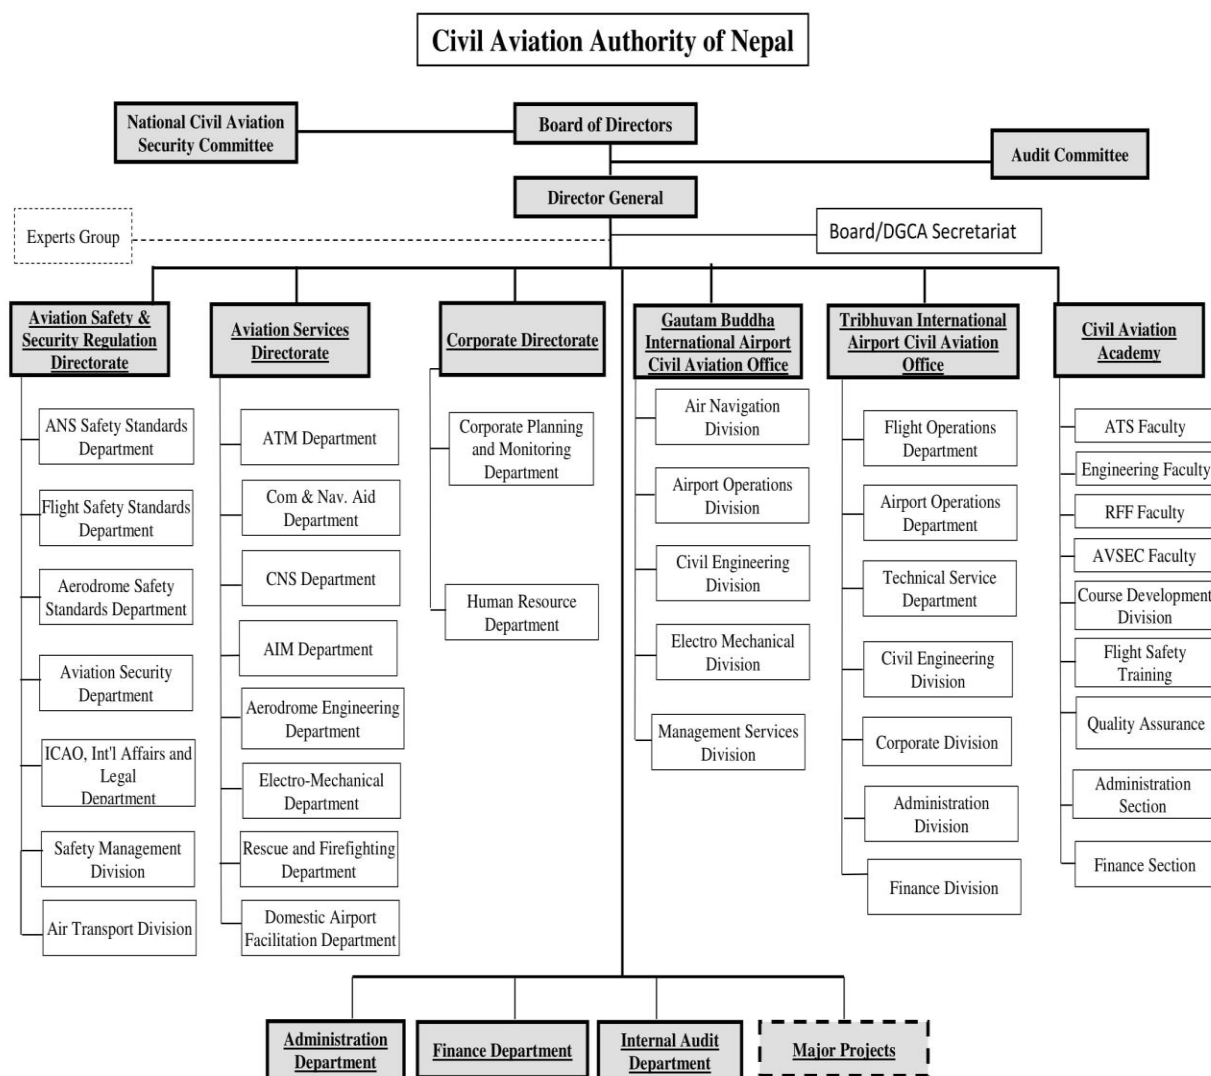 Civil Aviation Authority of Nepal
National Civil Aviation
Security Committee
Board of Directors
Audit Committee
Director General
Experts Group
Board/DGCA Secretariat
Aviation Safety &
Security Regulation
Directorate
ANS Safety Standards
Department
Flight Safety Standards
Department
Aerodrome Safety
Standards Department
Aviation Security
Department
ICAO, Int'l Affairs and
Legal
Department
Safety Management
Division
Air Transport Division
Aviation Services
Directorate
ATM Department
Com & Nav. Aid
Department
CNS Department
AIM Department
Aerodrome Engineering
Department
Electro-Mechanical
Department
Rescue and Firefighting
Department
Domestic Airport
Facilitation Department
Corporate Directorate
Corporate Planning
and Monitoring
Department
Human Resource
Department
Gautam Buddha
International Airport
Civil Aviation Office
Air Navigation
Division
Airport Operations
Division
Civil Engineering
Division
Electro Mechanical
Division
Management Services
Division
Tribhuvan International
Airport Civil Aviation
Office
Flight Operations
Department
Airport Operations
Department
Technical Service
Department
Civil Engineering
Division
Corporate Division
Administration
Division
Finance Division
Civil Aviation
Academy
ATS Faculty
Engineering Faculty
RFF Faculty
AVSEC Faculty
Course Development
Division
Flight Safety
Training
Quality Assurance
Administration
Section
Finance Section
Administration
Department
Finance Department
Internal Audit
Department
Major Projects